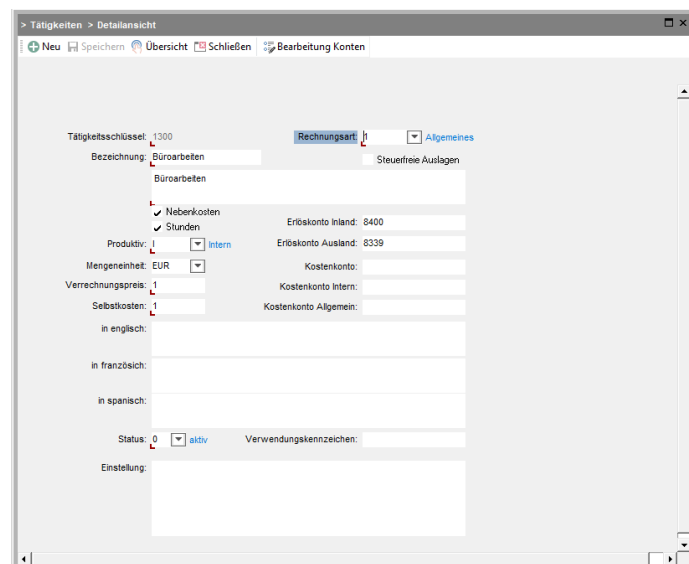 > Tätigkeiten > Detailansicht
Neu Speichern Übersicht Schließen Bearbeitung Konten
Tätigkeitsschlüssel: 1300 Rechnungsart: 1 Allgemeines
Bezeichnung: Büroarbeiten Steuerfreie Auslagen
Büroarbeiten
Nebenkosten
Stunden Erlöskonto Inland: 8400
Produktiv: I Intern Erlöskonto Ausland: 8339
Mengeneinheit: EUR Kostenkonto:
Verrechnungspreis: 1 Kostenkonto Intern:
Selbstkosten: 1 Kostenkonto Allgemein:
in englisch:
in französich:
in spanisch:
Status: 0 aktiv Verwendungskennzeichen:
Einstellung: